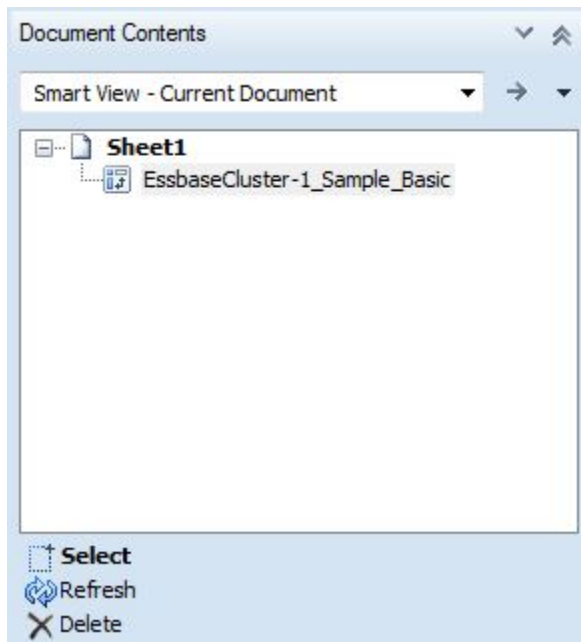 Document Contents
Smart View - Current Document
Sheet1
EssbaseCluster-1_Sample_Basic
Select
Refresh
Delete